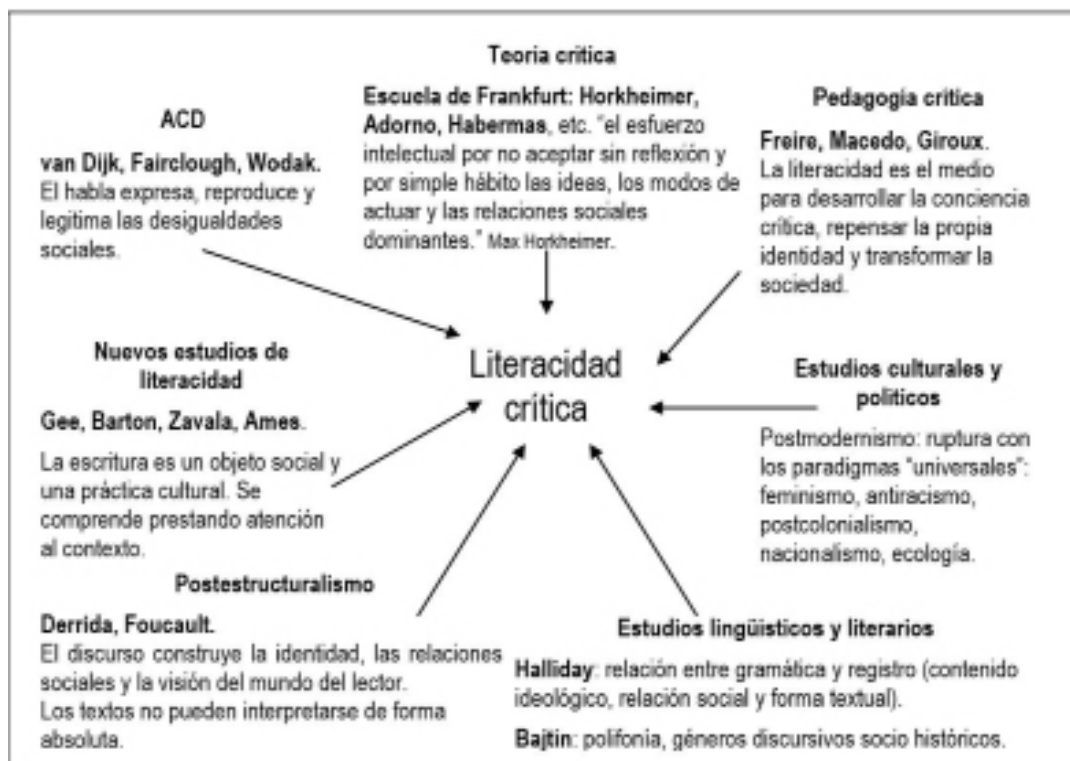 Teoría crítica
Escuela de Frankfurt: Horkheimer,
Adorno, Habermas, etc. "el esfuerzo
intelectual por no aceptar sin reflexión y
por simple hábito las ideas, los modos de
actuar y las relaciones sociales
dominantes." Max Horkheimer.
ACD
van Dijk, Fairclough, Wodak.
El habla expresa, reproduce y
legitima las desigualdades
sociales.
Pedagogía crítica
Freire, Macedo, Giroux.
La literacidad es el medio
para desarrollar la conciencia
crítica, repensar la propia
identidad y transformar la
sociedad.
Literacidad
crítica
Nuevos estudios de
literacidad
Gee, Barton, Zavala, Ames.
La escritura es un objeto social y
una práctica cultural. Se
comprende prestando atención
al contexto.
Estudios culturales y
políticos
Postmodernismo: ruptura con
los paradigmas "universales":
feminismo, antiracismo,
postcolonialismo,
nacionalismo, ecología.
Postestructuralismo
Derrida, Foucault.
El discurso construye la identidad, las relaciones
sociales y la visión del mundo del lector.
Los textos no pueden interpretarse de forma
absoluta.
Estudios lingüísticos y literarios
Halliday: relación entre gramática y registro (contenido
ideológico, relación social y forma textual).
Bajtin: polifonía, géneros discursivos socio históricos.